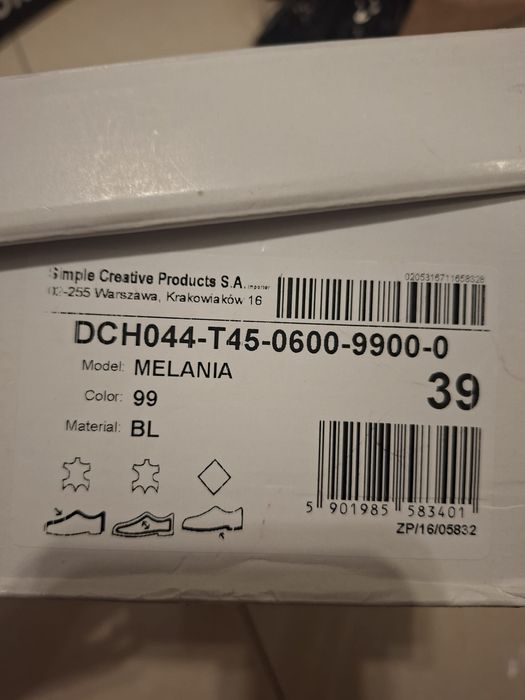 Simple Creative Products S.A. importer
02-255 Warszawa, Krakowiaków 16
DCH044-T45-0600-9900-0
Model: MELANIA
39
Color: 99
Material: BL
5 901985 583401
ZP/16/05832